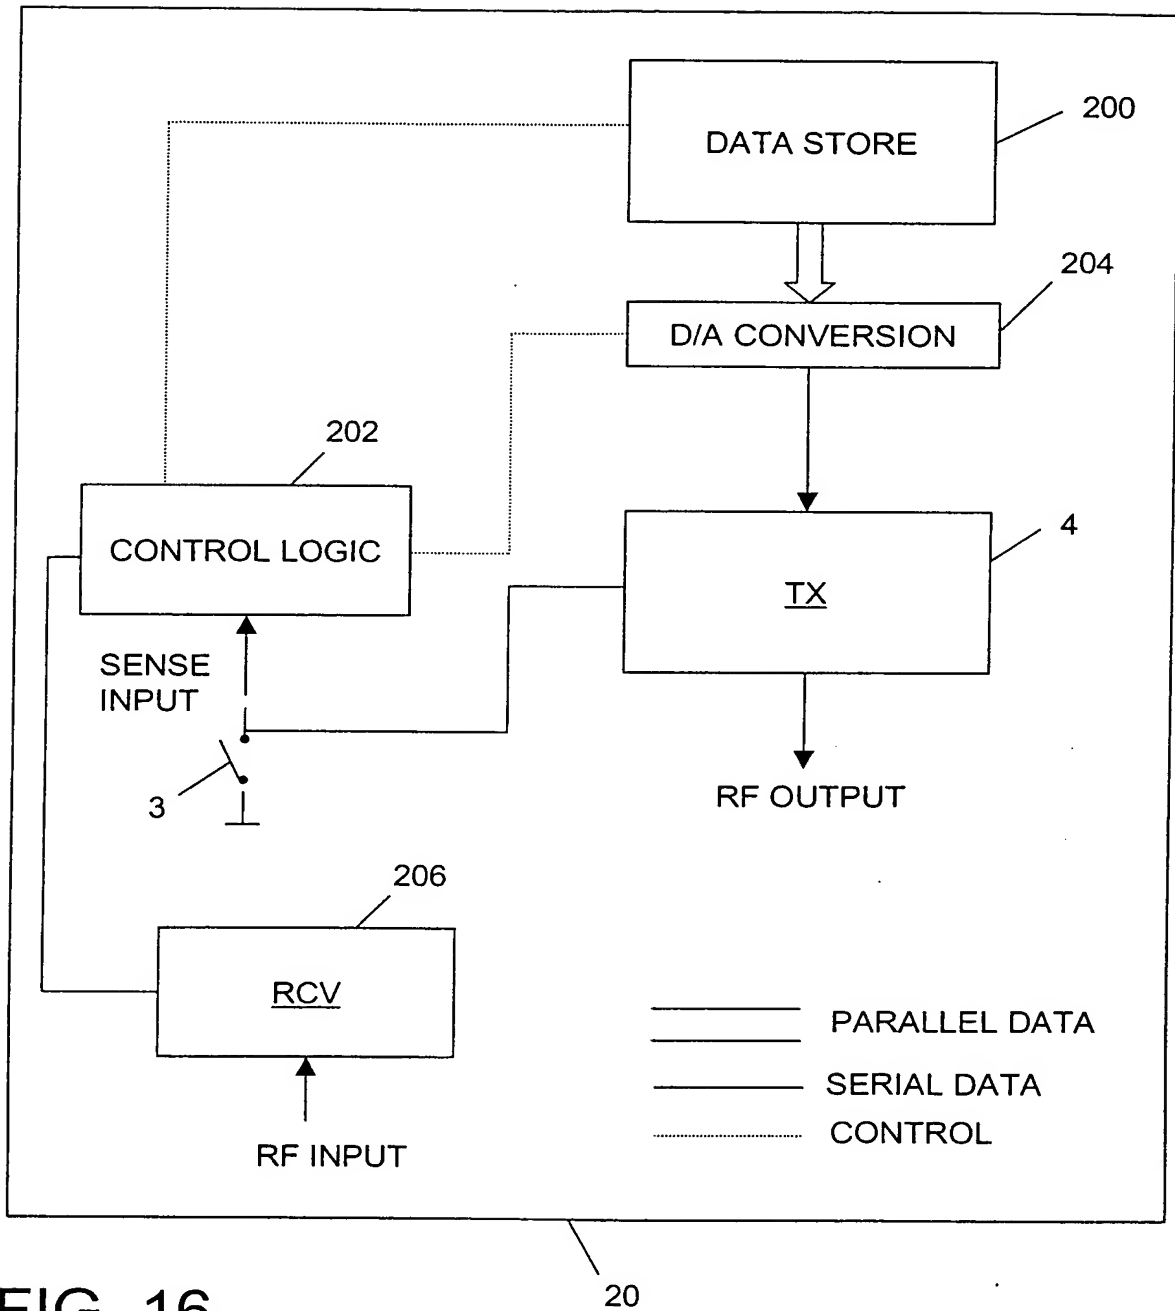 DATA STORE
200
204
D/A CONVERSION
202
CONTROL LOGIC
4
TX
SENSE
INPUT
3
RF OUTPUT
206
RCV
PARALLEL DATA
SERIAL DATA
CONTROL
RF INPUT
20
FIG. 16